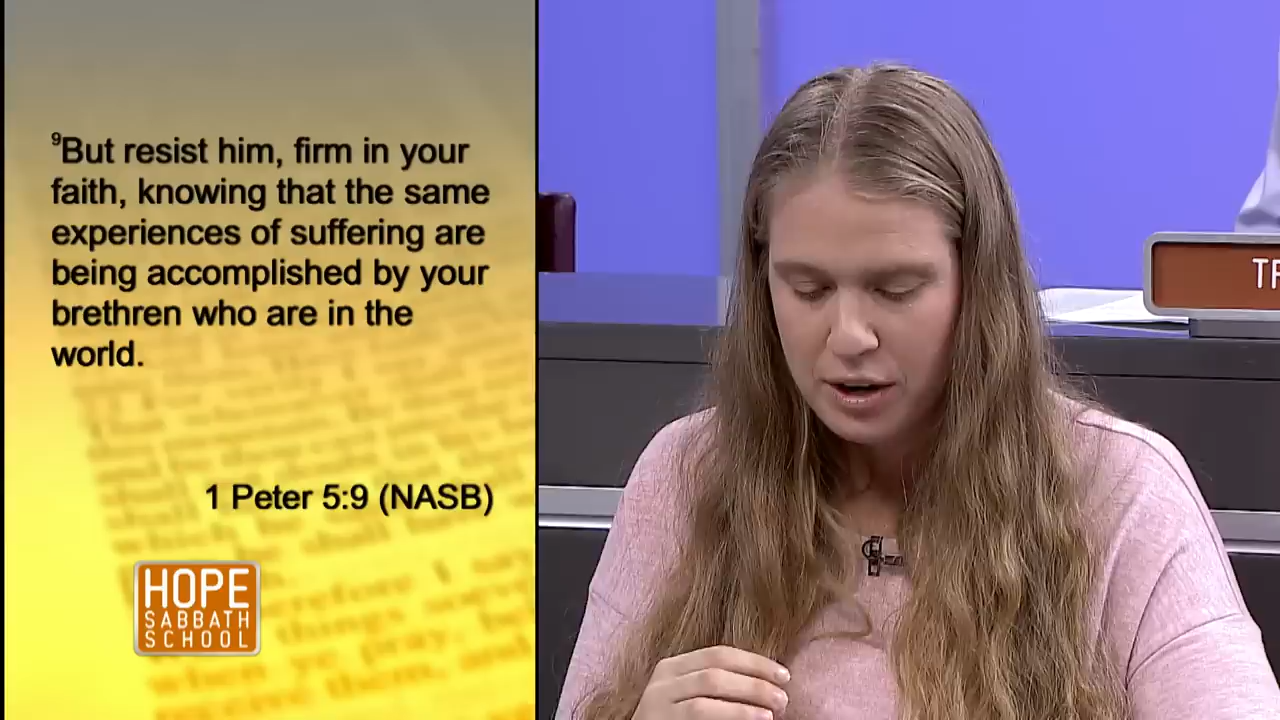 ⁹But resist him, firm in your
faith, knowing that the same
experiences of suffering are
being accomplished by your
brethren who are in the
world.
1 Peter 5:9 (NASB)
HOPE
SABBATH
SCHOOL